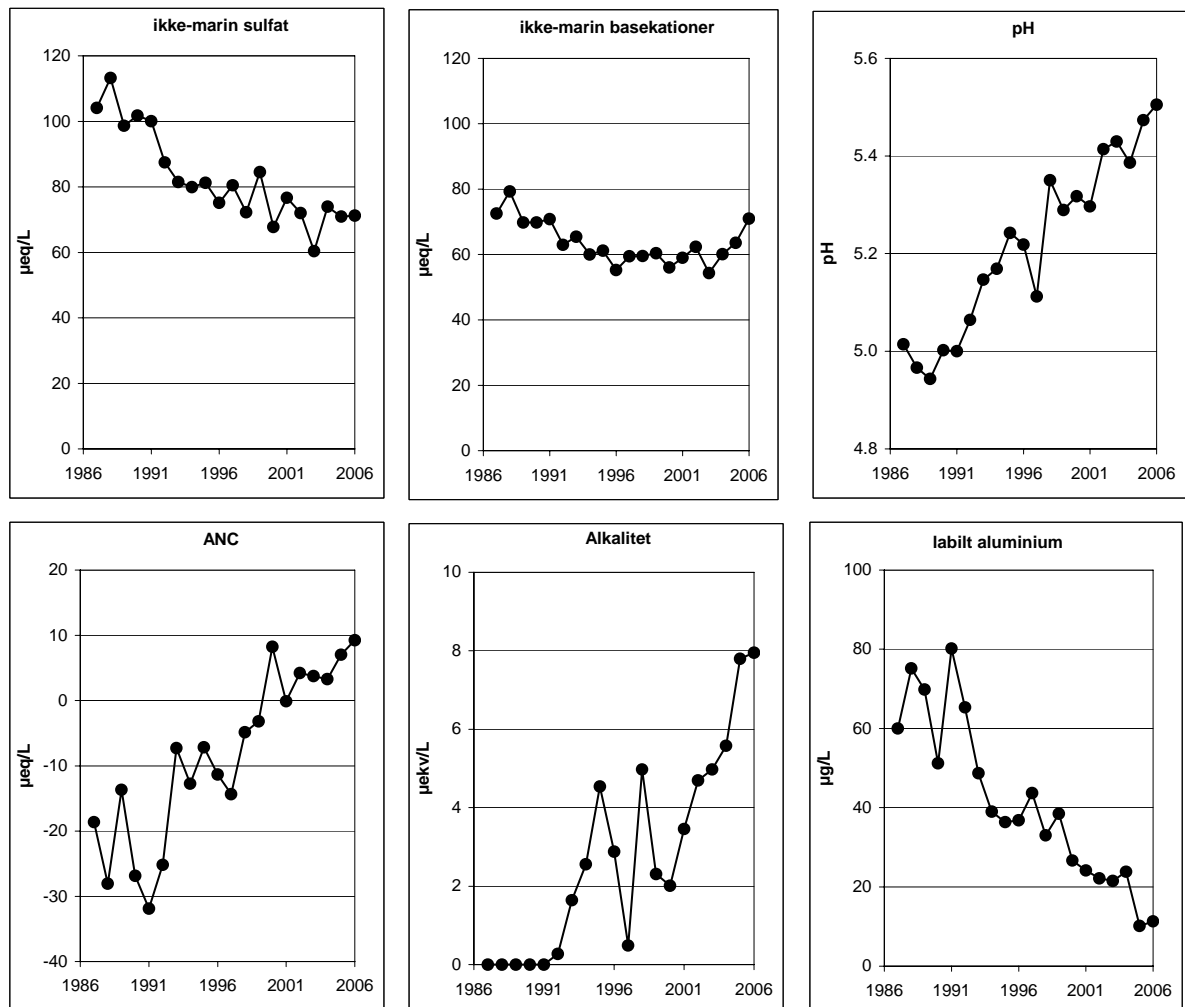 ikke-marin sulfat
120
100
80
60
40
20
0
µeq/L
1986 1991 1996 2001 2006
ikke-marin basekationer
120
100
80
60
40
20
0
µeq/L
1986 1991 1996 2001 2006
pH
5.6
5.4
5.2
5.0
4.8
pH
1986 1991 1996 2001 2006
ANC
20
10
0
-10
-20
-30
-40
µeq/L
1986 1991 1996 2001 2006
Alkalitet
10
8
6
4
2
0
µekv/L
1986 1991 1996 2001 2006
labilt aluminium
100
80
60
40
20
0
µg/L
1986 1991 1996 2001 2006